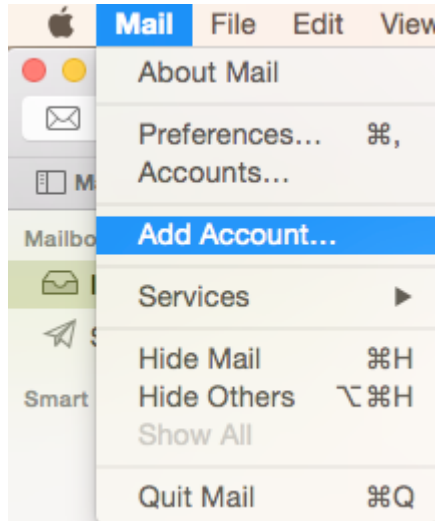 Mail File Edit View
About Mail
Preferences... ⌘,
Accounts...
Mailbo
Add Account...
Services ▶
Hide Mail ⌘H
Smart Hide Others ⌥⌘H
Show All
Quit Mail ⌘Q